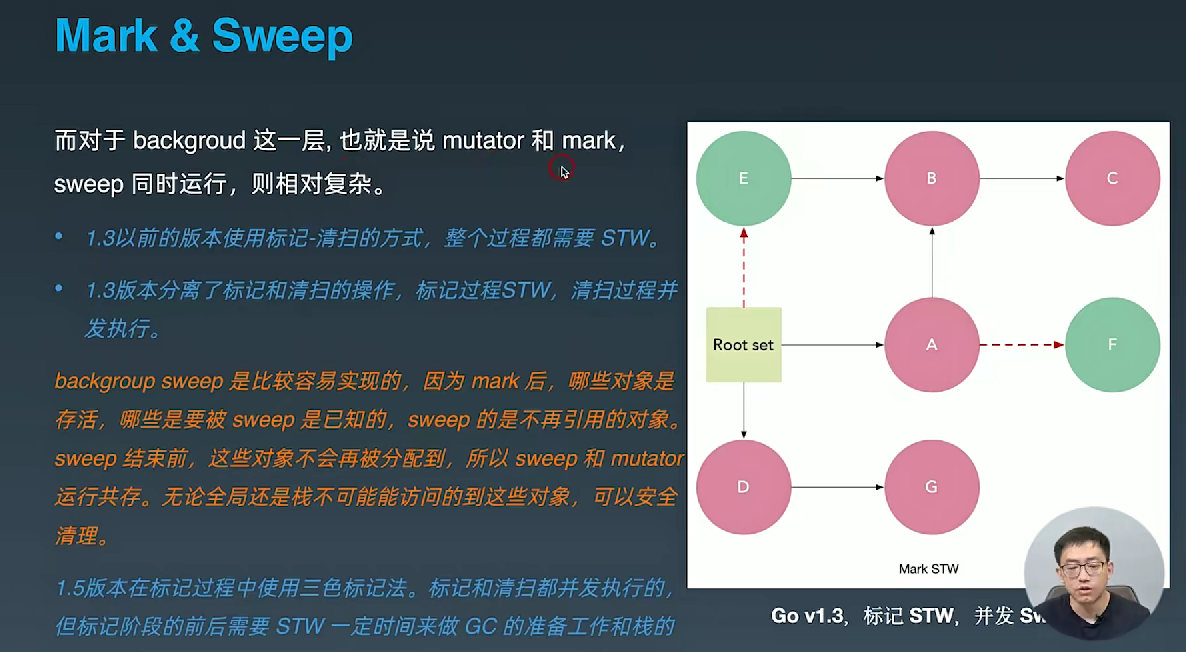 Mark & Sweep
而对于 backgroud 这一层, 也就是说 mutator 和 mark，
sweep 同时运行，则相对复杂。
• 1.3以前的版本使用标记-清扫的方式，整个过程都需要 STW。
• 1.3版本分离了标记和清扫的操作，标记过程STW，清扫过程并
发执行。
backgroup sweep 是比较容易实现的，因为 mark 后，哪些对象是
存活，哪些是要被 sweep 是已知的，sweep 的是不再引用的对象。
sweep 结束前，这些对象不会再被分配到，所以 sweep 和 mutator
运行共存。无论全局还是栈不可能能访问的到这些对象，可以安全
清理。
1.5版本在标记过程中使用三色标记法。标记和清扫都并发执行的，
但标记阶段的前后需要 STW 一定时间来做 GC 的准备工作和栈的
E
B
C
Root set
A
F
D
G
Mark STW
Go v1.3，标记 STW，并发